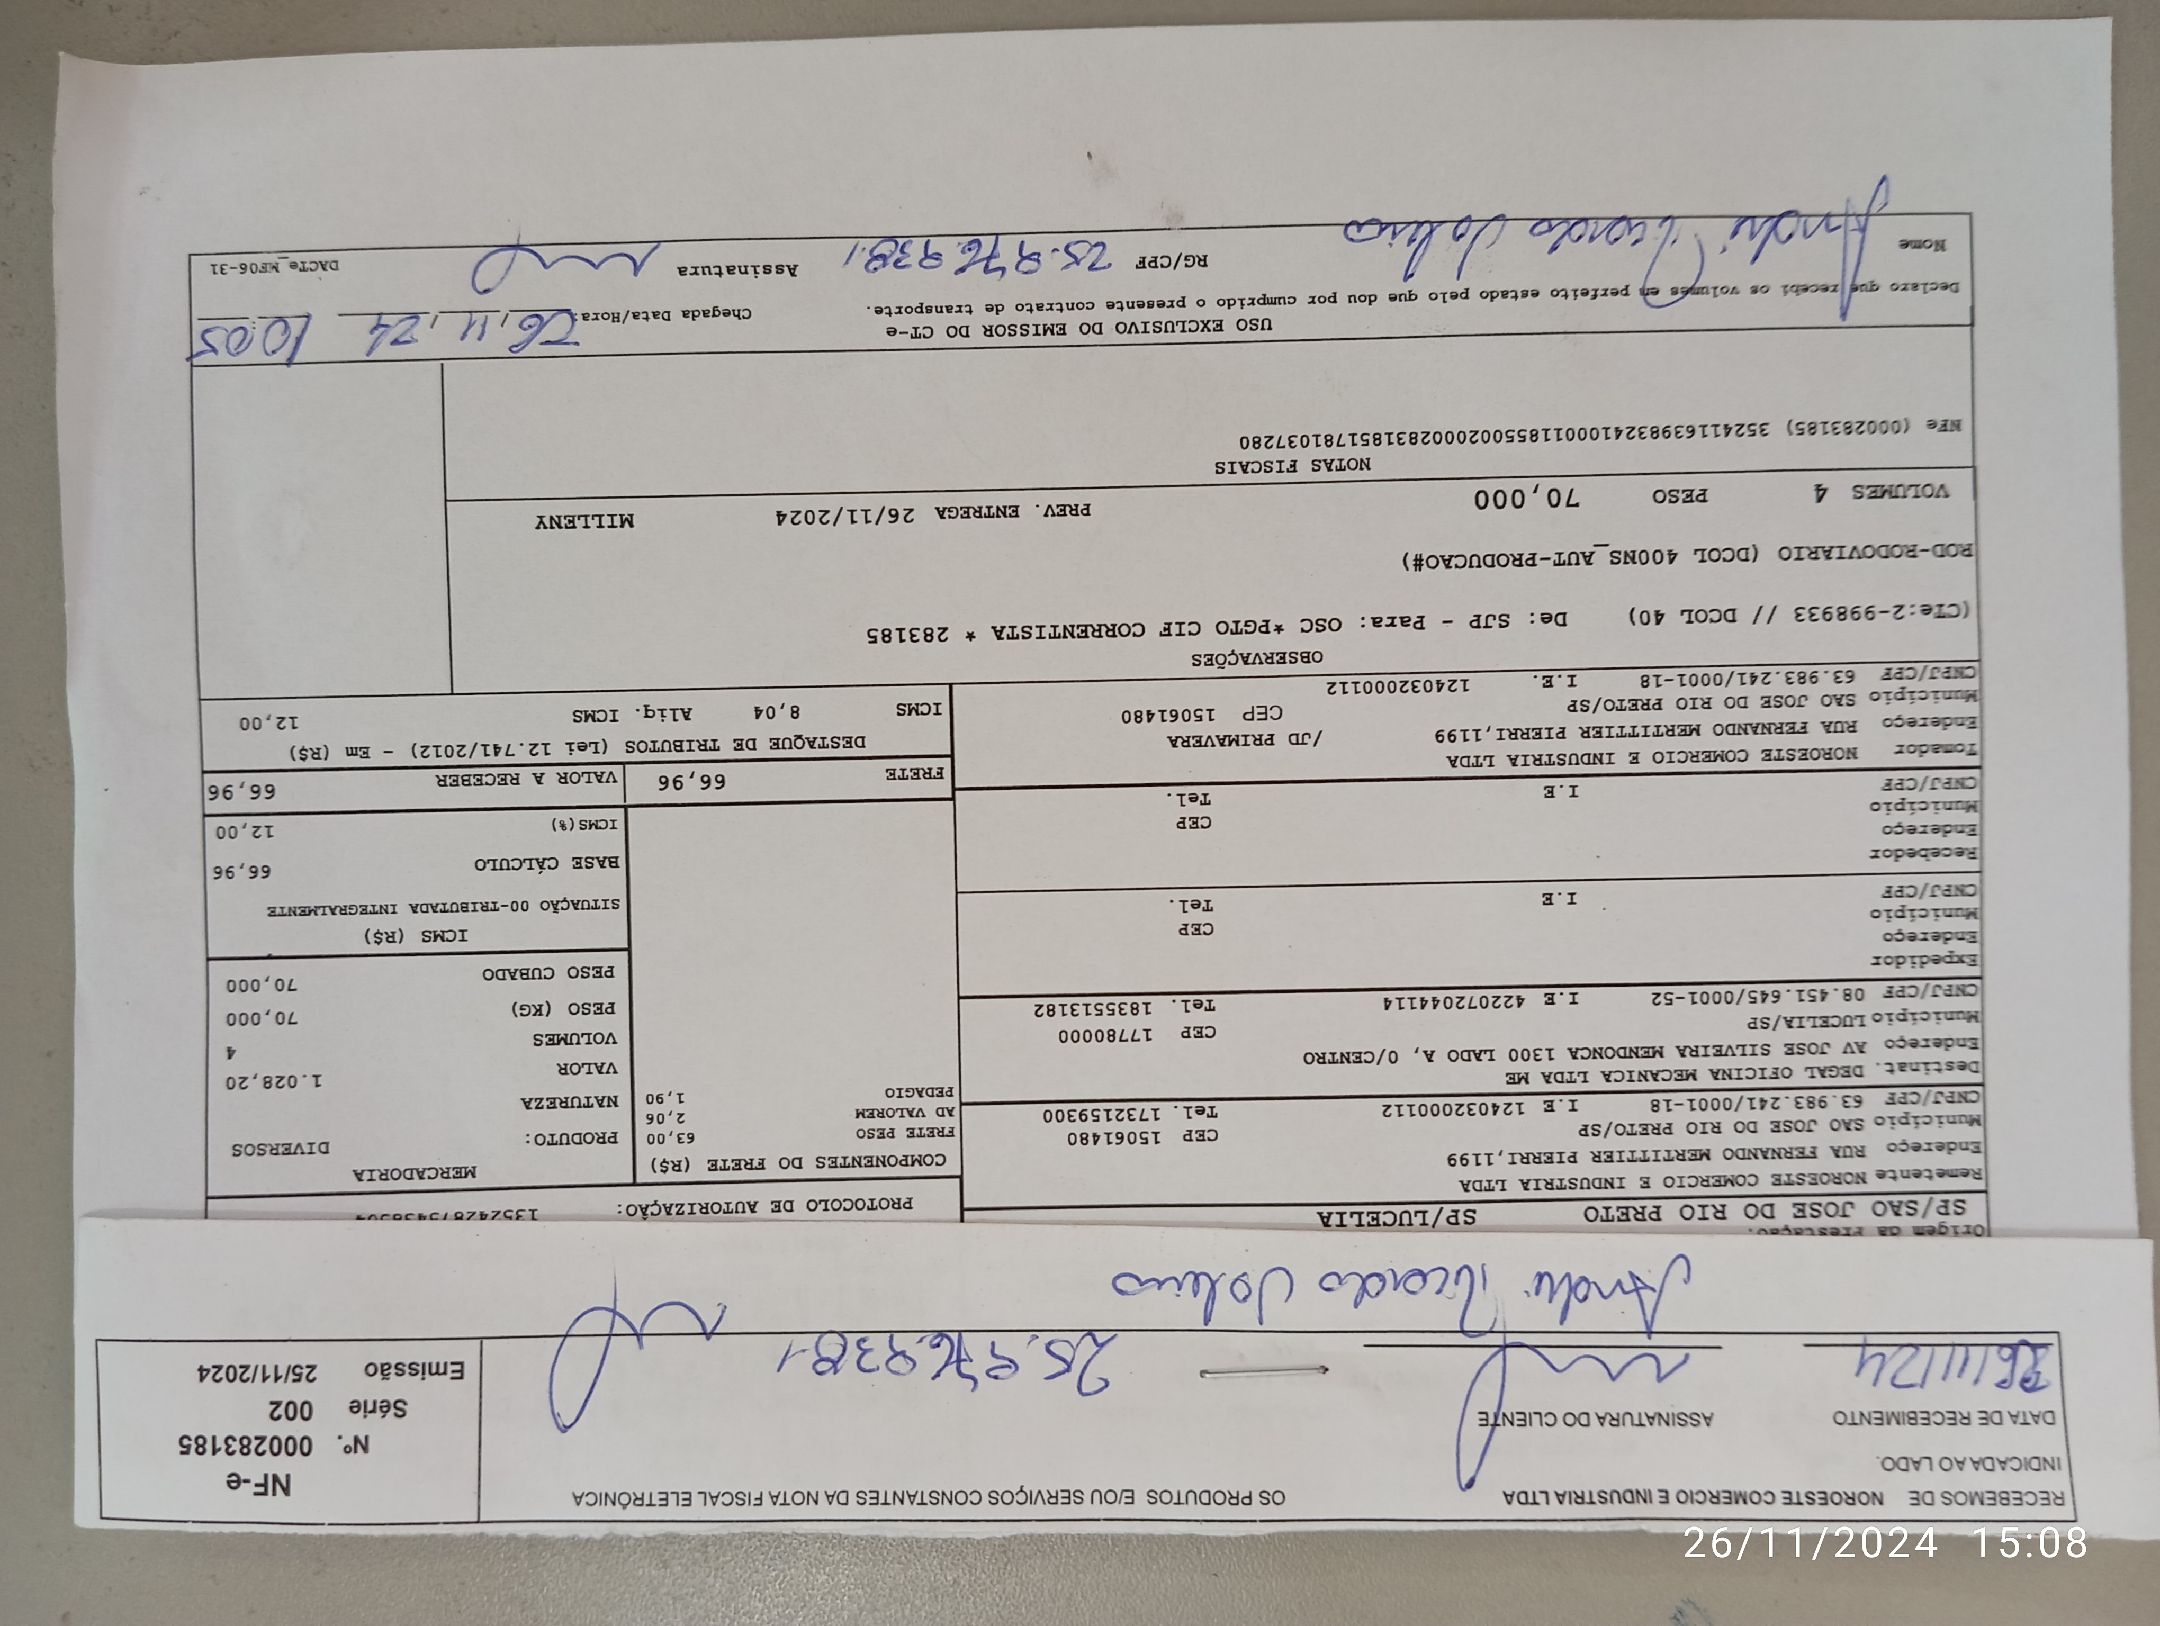 RECEBEMOS DE NOROESTE COMERCIO E INDUSTRIA LTDA OS PRODUTOS E/OU SERVIÇOS CONSTANTES DA NOTA FISCAL ELETRÔNICA
INDICADA AO LADO.
DATA DE RECEBIMENTO ASSINATURA DO CLIENTE
26/11/24 25.976.938-1
NF-e
Nº. 000283185
Série 002
Emissão 25/11/2024
André Ricardo
Origem da Prestação:
SP/SAO JOSE DO RIO PRETO SP/LUCELIA
PROTOCOLO DE AUTORIZAÇÃO:
Remetente NOROESTE COMERCIO E INDUSTRIA LTDA
Endereço RUA FERNANDO MERTITTIER PIERRI,1199
Município SAO JOSE DO RIO PRETO/SP CEP 15061480
CNPJ/CPF 63.983.241/0001-18 I.E 124032000112 Tel. 1732159300
Destinat. DEGAL OFICINA MECANICA LTDA ME
Endereço AV JOSE SILVEIRA MENDONCA 1300 LADO A, 0/CENTRO
Município LUCELIA/SP CEP 17780000
CNPJ/CPF 08.451.645/0001-52 I.E 422072044114 Tel. 1835513182
Expedidor
Endereço
Município CEP
CNPJ/CPF I.E Tel.
Recebedor
Endereço
Município CEP
CNPJ/CPF I.E Tel.
Tomador NOROESTE COMERCIO E INDUSTRIA LTDA
Endereço RUA FERNANDO MERTITTIER PIERRI,1199 /JD PRIMAVERA
Município SAO JOSE DO RIO PRETO/SP CEP 15061480
CNPJ/CPF 63.983.241/0001-18 I.E. 124032000112
COMPONENTES DO FRETE (R$)
FRETE PESO 63,00
AD VALOREM 2,06
PEDAGIO 1,90
MERCADORIA
PRODUTO: DIVERSOS
NATUREZA
VALOR 1.028,20
VOLUMES 4
PESO (KG) 70,000
PESO CUBADO 70,000
ICMS (R$)
SITUAÇÃO 00-TRIBUTADA INTEGRALMENTE
BASE CÁLCULO 66,96
ICMS(%) 12,00
FRETE 66,96 VALOR A RECEBER 66,96
DESTAQUE DE TRIBUTOS (Lei 12.741/2012) - Em (R$)
ICMS 8,04 Aliq. ICMS 12,00
OBSERVAÇÕES
(CTe:2-998933 // DCOL 40) De: SJP - Para: OSC *PGTO CIF CORRENTISTA * 283185
ROD-RODOVIARIO (DCOL 400NS_AUT-PRODUCAO#)
VOLUMES 4 PESO 70,000 PREV. ENTREGA 26/11/2024 MILLENY
NOTAS FISCAIS
NFe (000283185) 35241163983241000118550020002831851781037280
USO EXCLUSIVO DO EMISSOR DO CT-e
Declaro que recebi os volumes em perfeito estado pelo que dou por cumprido o presente contrato de transporte.
Chegada Data/Hora: 26,11,24 10:05
Nome André Ricardo RG/CPF 25.976.938.1 Assinatura DACTe_MF06-31
26/11/2024 15:08